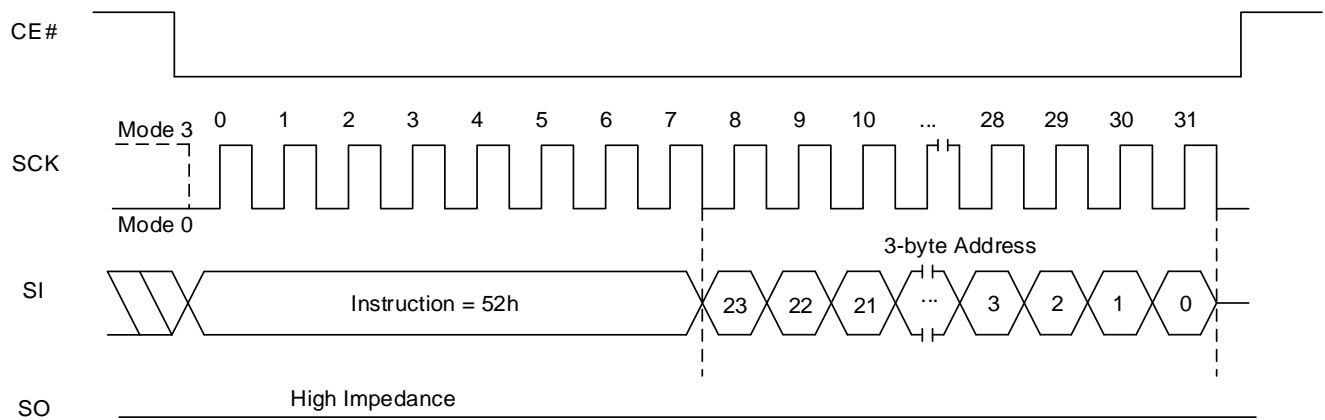 CE#
Mode 3
0 1 2 3 4 5 6 7 8 9 10 ... 28 29 30 31
SCK
Mode 0
3-byte Address
SI
Instruction = 52h
23 22 21 ... 3 2 1 0
High Impedance
SO